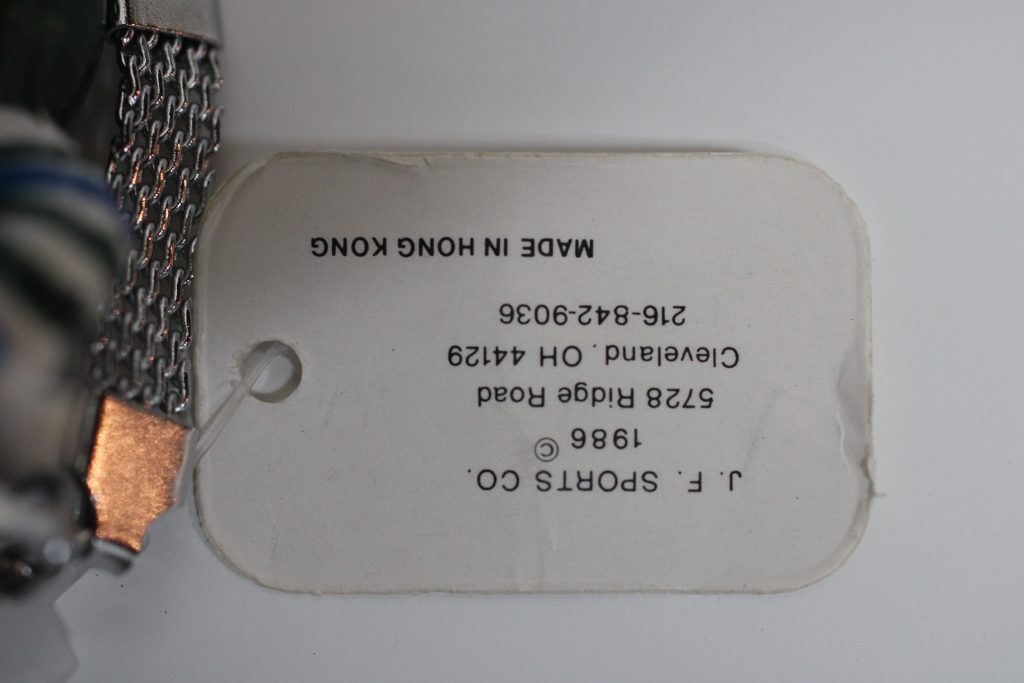 J. F. SPORTS CO.
1986 ©
5728 Ridge Road
Cleveland, OH 44129
216-842-9036
MADE IN HONG KONG